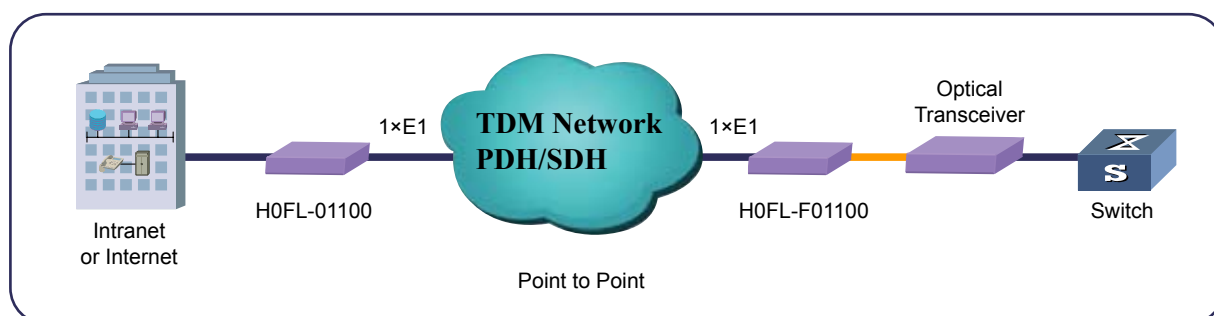 Intranet
or Internet
H0FL-01100
1×E1
TDM Network
PDH/SDH
1×E1
H0FL-F01100
Optical
Transceiver
S
Switch
Point to Point